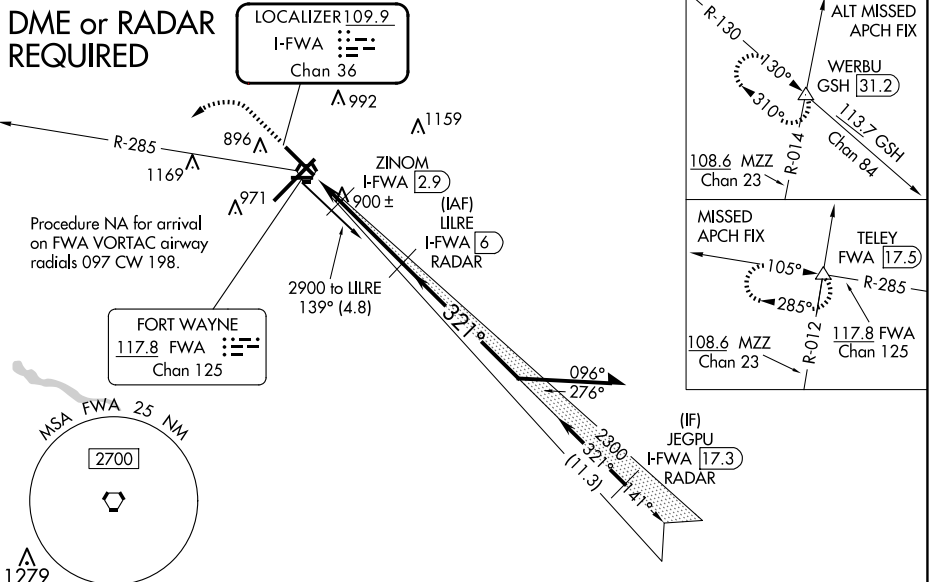 DME or RADAR
REQUIRED
LOCALIZER 109.9
I-FWA
Chan 36
992
1159
896
R-285
1169
971
ZINOM
I-FWA 2.9
900 ±
(IAF)
LILRE
I-FWA 6
RADAR
Procedure NA for arrival
on FWA VORTAC airway
radials 097 CW 198.
2900 to LILRE
139° (4.8)
321°
FORT WAYNE
117.8 FWA
Chan 125
096°
276°
(IF)
JEGPU
I-FWA 17.3
RADAR
2300
321°
(11.3)
141°
MSA FWA 25 NM
2700
1279
ALT MISSED
APCH FIX
R-130
130°
310°
WERBU
GSH 31.2
113.7 GSH
Chan 84
R-014
108.6 MZZ
Chan 23
MISSED
APCH FIX
TELEY
FWA 17.5
105°
285°
R-285
R-012
117.8 FWA
Chan 125
108.6 MZZ
Chan 23